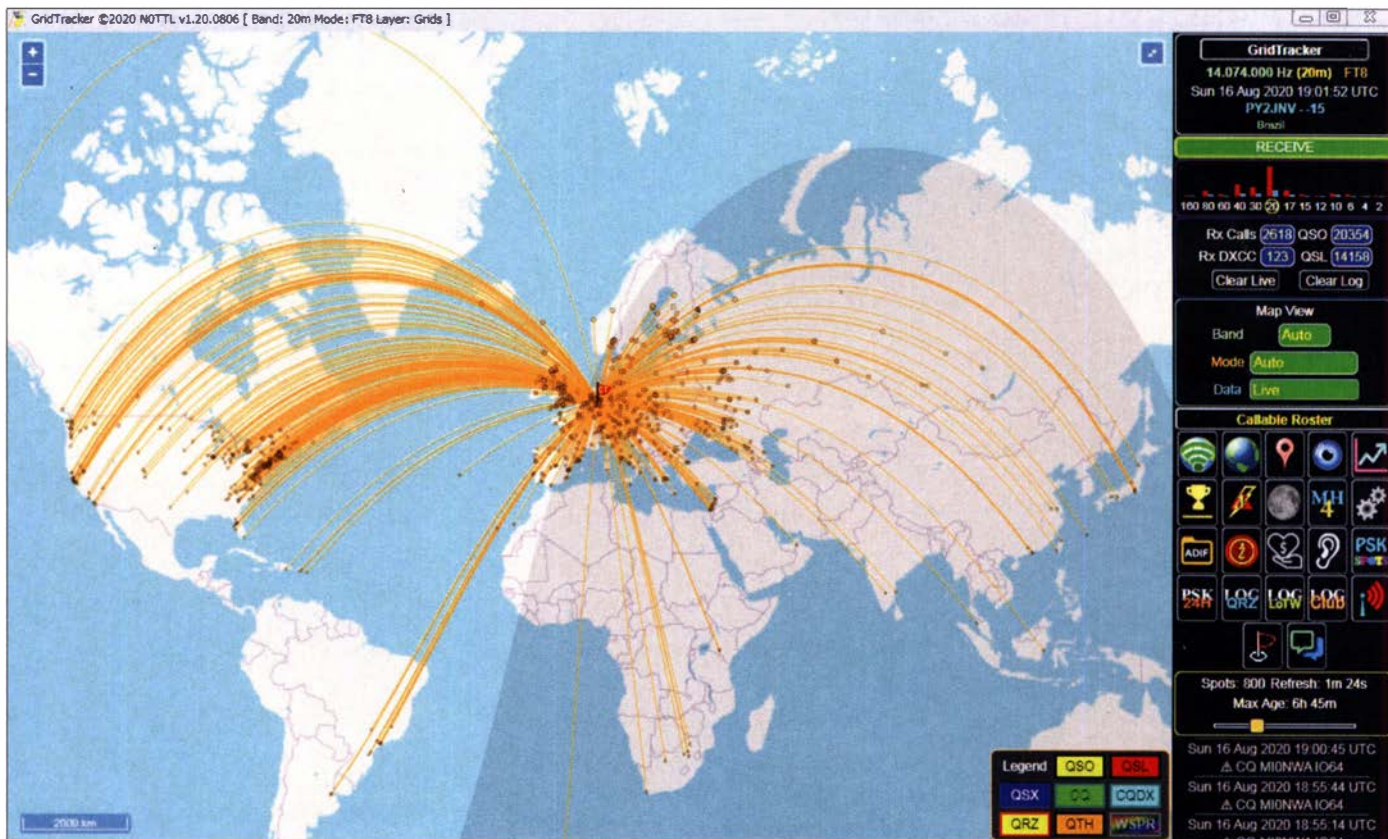 GridTracker ©2020 N0TTL v1.20.0806 [ Band: 20m Mode: FT8 Layer: Grids ]
+
−
GridTracker
14.074.000 Hz (20m) FT8
Sun 16 Aug 2020 19:01:52 UTC
PY2JNV - -15
Brazil
RECEIVE
160 80 60 40 30 20 17 15 12 10 6 4 2
Rx Calls 2618 QSO 20354
Rx DXCC 123 QSL 14158
Clear Live Clear Log
Map View
Band Auto
Mode Auto
Data Live
Callable Roster
MH
4
ADIF PSK
SPOTS
PSK LOG LOG LOG
24H QRZ LoTW Club
Spots: 800 Refresh: 1m 24s
Max Age: 6h 45m
Sun 16 Aug 2020 19:00:45 UTC
⚠ CQ MI0NWA IO64
Sun 16 Aug 2020 18:55:44 UTC
⚠ CQ MI0NWA IO64
Sun 16 Aug 2020 18:55:14 UTC
Legend QSO QSL
QSX CQ CQDX
QRZ QTH WSPR
2000 km